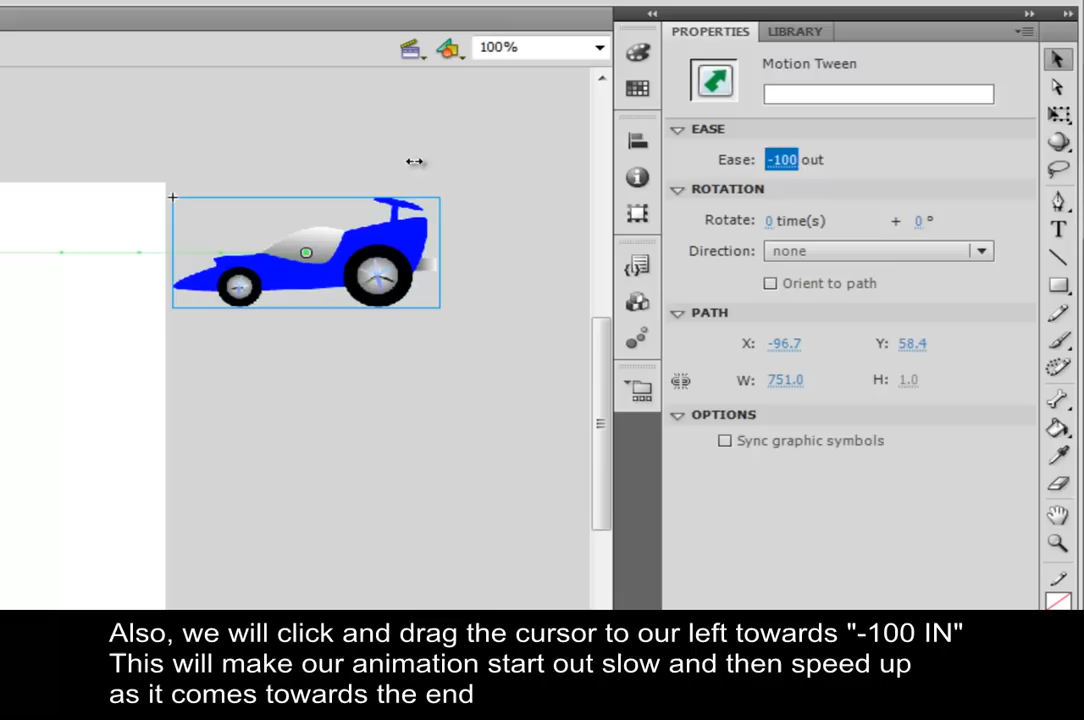 100%
PROPERTIES LIBRARY
Motion Tween
EASE
Ease: -100 out
ROTATION
Rotate: 0 time(s) + 0 °
Direction: none
Orient to path
PATH
X: -96.7 Y: 58.4
W: 751.0 H: 1.0
OPTIONS
Sync graphic symbols
Also, we will click and drag the cursor to our left towards "-100 IN"
This will make our animation start out slow and then speed up
as it comes towards the end